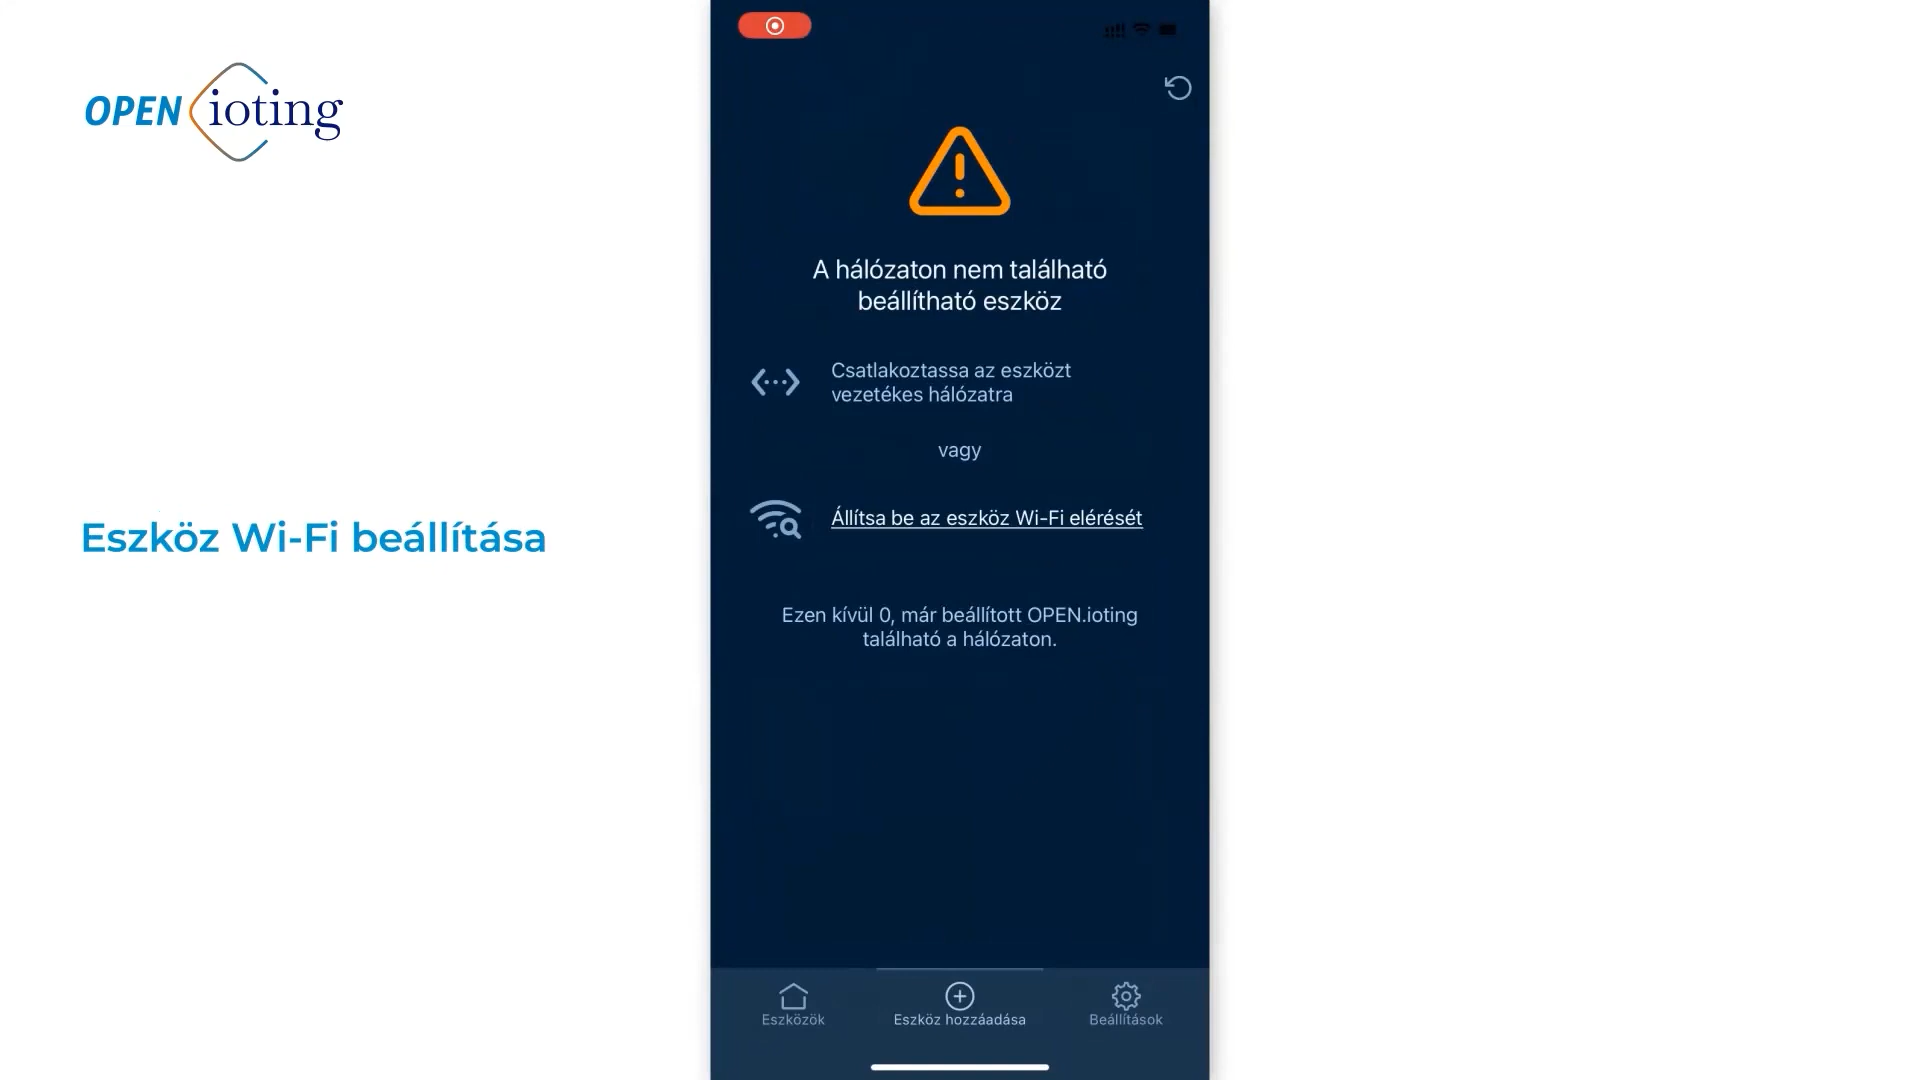 OPEN ioting
Eszköz Wi-Fi beállítása
A hálózaton nem található
beállítható eszköz
Csatlakoztassa az eszközt
vezetékes hálózatra
vagy
Állítsa be az eszköz Wi-Fi elérését
Ezen kívül 0, már beállított OPEN.ioting
található a hálózaton.
Eszközök
Eszköz hozzáadása
Beállítások